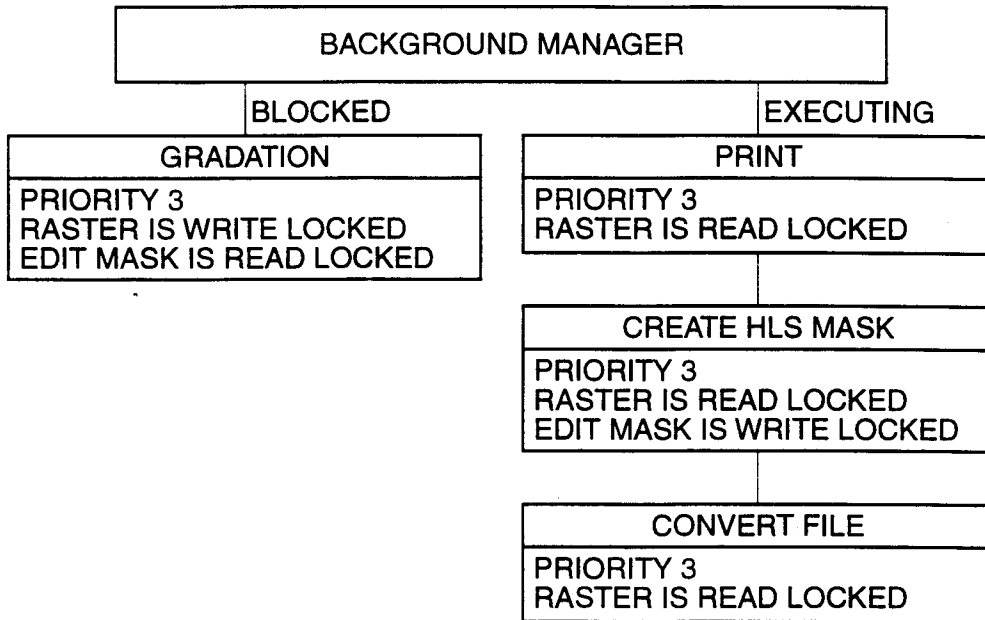 BACKGROUND MANAGER
BLOCKED
EXECUTING
GRADATION
PRIORITY 3
RASTER IS WRITE LOCKED
EDIT MASK IS READ LOCKED
PRINT
PRIORITY 3
RASTER IS READ LOCKED
CREATE HLS MASK
PRIORITY 3
RASTER IS READ LOCKED
EDIT MASK IS WRITE LOCKED
CONVERT FILE
PRIORITY 3
RASTER IS READ LOCKED